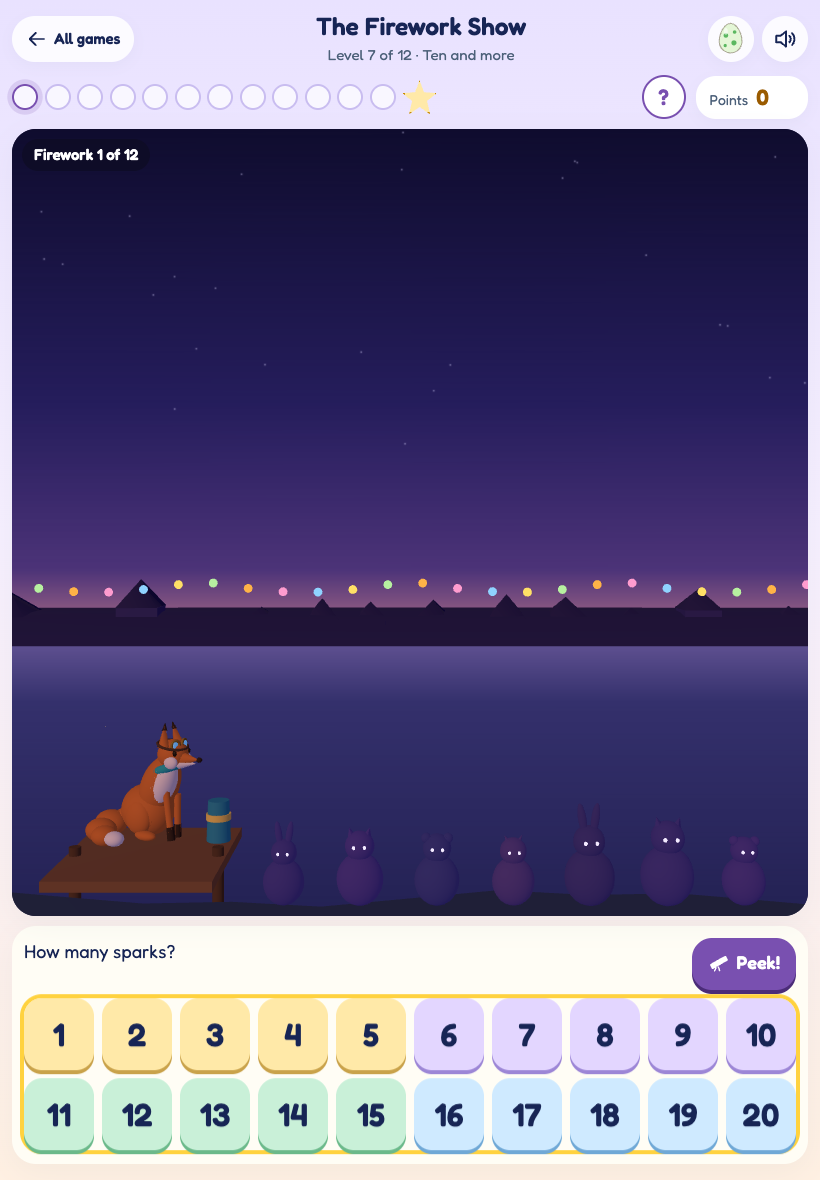 All games
The Firework Show
Level 7 of 12 · Ten and more
?
Points 0
Firework 1 of 12
How many sparks?
Peek!
1 2 3 4 5 6 7 8 9 10
11 12 13 14 15 16 17 18 19 20